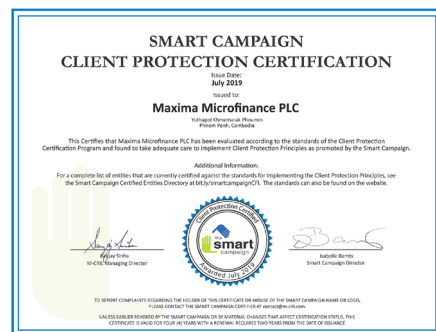 SMART CAMPAIGN
CLIENT PROTECTION CERTIFICATION
Issue Date:
July 2019
Issued to:
Maxima Microfinance PLC
Phnom Penh, Cambodia
This Certifies that Maxima Microfinance PLC has been evaluated according to the standards of the Client Protection
Certification Program and found to take adequate care to implement Client Protection Principles as promoted by the Smart Campaign.
Additional Information:
For a complete list of entities that are currently certified against the standards for implementing the Client Protection Principles, see
the Smart Campaign Certified Entities Directory at bit.ly/smartcampaignCFI. The standards can also be found on the website.
Client Protection Certified
the
smart
campaign
Awarded July 2019
Sanjay Sinha
M-CRIL Managing Director
Isabelle Barrès
Smart Campaign Director
TO REPORT COMPLAINTS REGARDING THE HOLDER OF THIS CERTIFICATE OR MISUSE OF THE SMART CAMPAIGN NAME OR LOGO,
PLEASE CONTACT THE SMART CAMPAIGN CERTIFIER AT contact@m-cril.com.
UNLESS EARLIER REVOKED BY THE SMART CAMPAIGN OR BY MATERIAL CHANGES THAT AFFECT CERTIFICATION STATUS, THIS
CERTIFICATE IS VALID FOR FOUR (4) YEARS WITH A RENEWAL REQUIRED TWO YEARS FROM THE DATE OF ISSUANCE